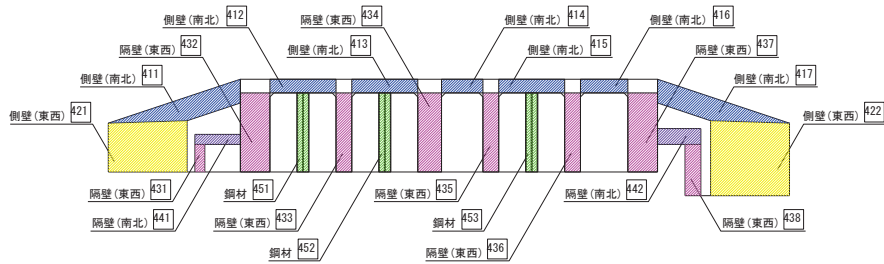 側壁(南北) 412
隔壁(東西) 434
側壁(南北) 414
側壁(南北) 416
隔壁(東西) 432
側壁(南北) 413
側壁(南北) 415
隔壁(東西) 437
側壁(南北) 411
側壁(南北) 417
側壁(東西) 421
側壁(東西) 422
隔壁(東西) 431
鋼材 451
隔壁(東西) 435
隔壁(南北) 442
隔壁(南北) 441
隔壁(東西) 433
鋼材 453
隔壁(東西) 438
鋼材 452
隔壁(東西) 436